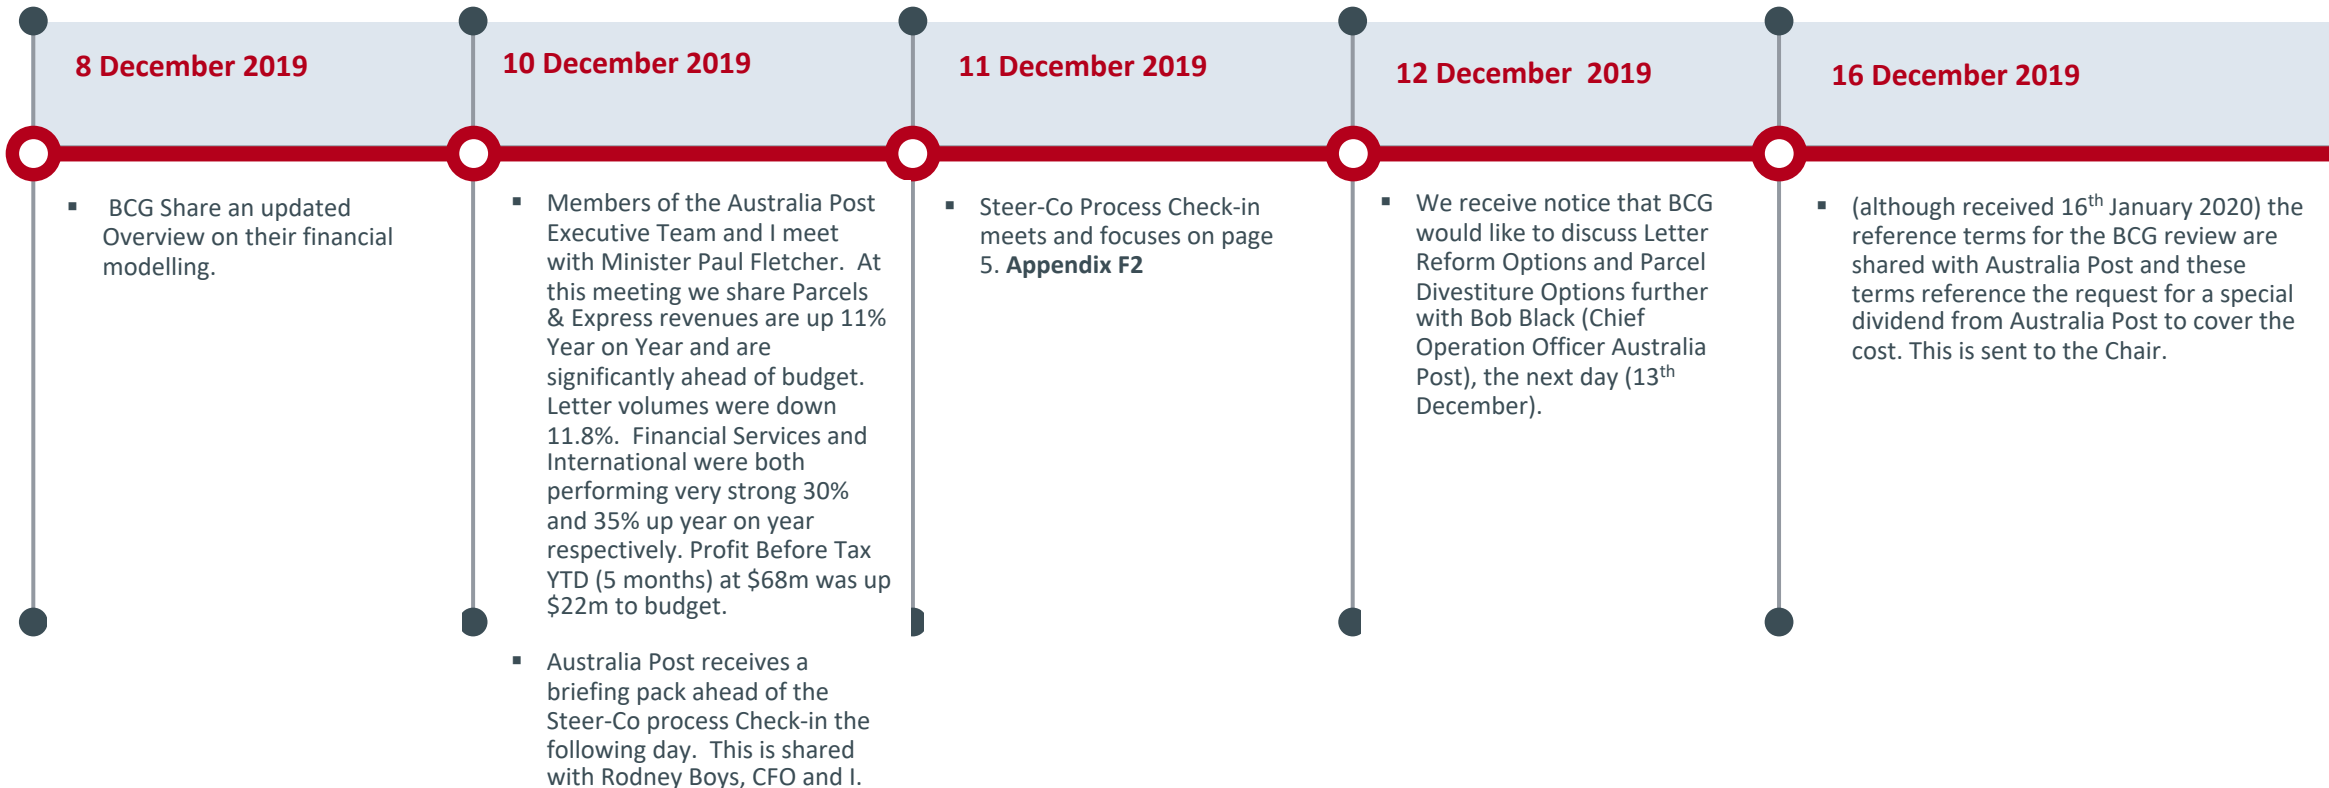 8 December 2019
▪ BCG Share an updated
Overview on their financial
modelling.
10 December 2019
▪ Members of the Australia Post
Executive Team and I meet
with Minister Paul Fletcher. At
this meeting we share Parcels
& Express revenues are up 11%
Year on Year and are
significantly ahead of budget.
Letter volumes were down
11.8%. Financial Services and
International were both
performing very strong 30%
and 35% up year on year
respectively. Profit Before Tax
YTD (5 months) at $68m was up
$22m to budget.
▪ Australia Post receives a
briefing pack ahead of the
Steer-Co process Check-in the
following day. This is shared
with Rodney Boys, CFO and I.
11 December 2019
▪ Steer-Co Process Check-in
meets and focuses on page
5. Appendix F2
12 December 2019
▪ We receive notice that BCG
would like to discuss Letter
Reform Options and Parcel
Divestiture Options further
with Bob Black (Chief
Operation Officer Australia
Post), the next day (13th
December).
16 December 2019
▪ (although received 16th January 2020) the
reference terms for the BCG review are
shared with Australia Post and these
terms reference the request for a special
dividend from Australia Post to cover the
cost. This is sent to the Chair.